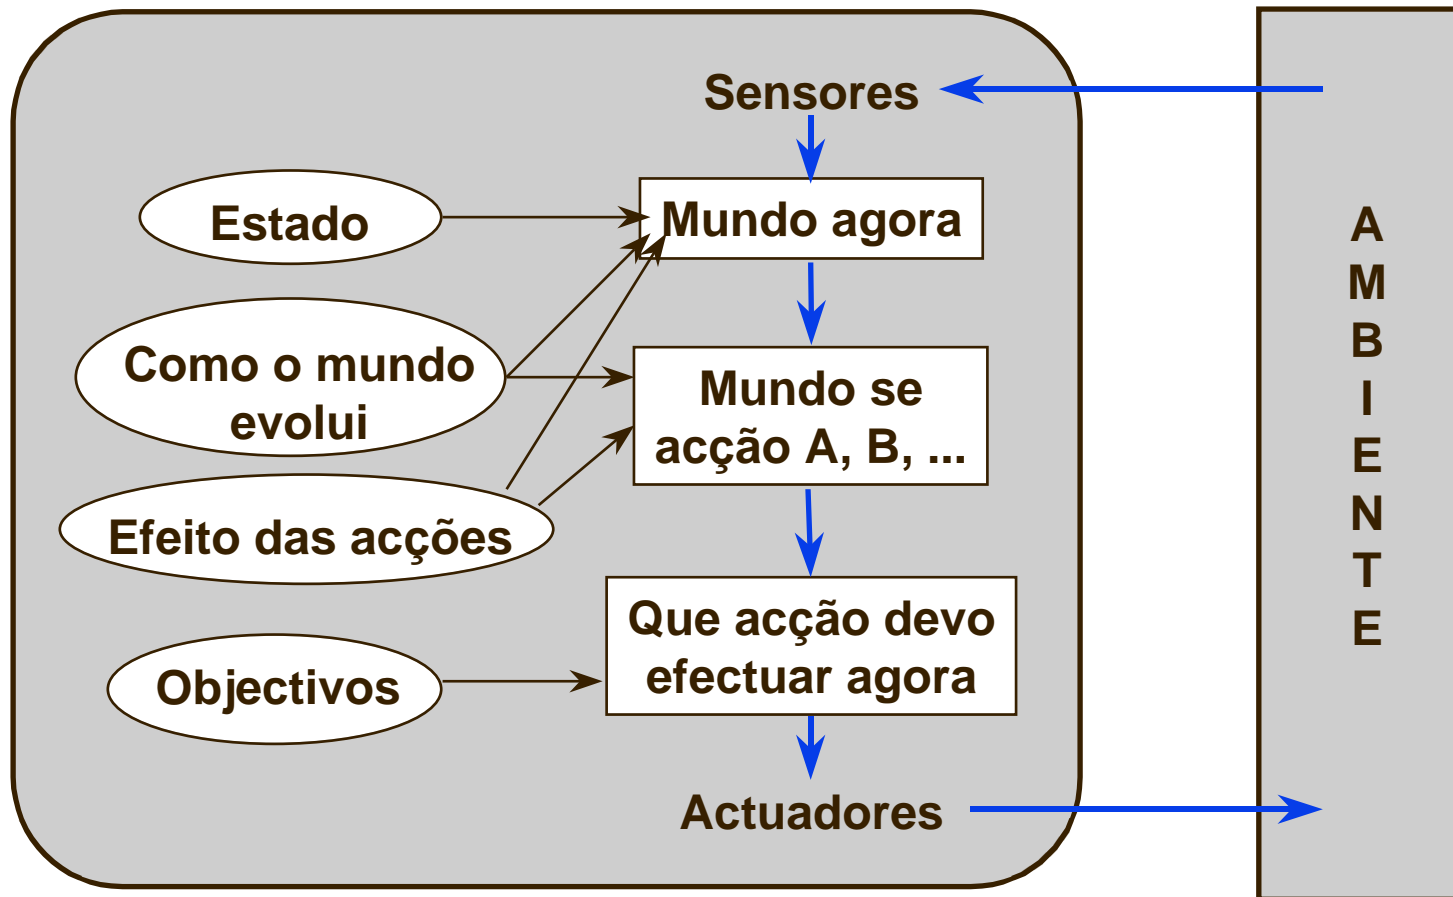 Sensores
Estado
Mundo agora
Como o mundo
evolui
Mundo se
acção A, B, ...
Efeito das acções
Que acção devo
efectuar agora
Objectivos
Actuadores
A
M
B
I
E
N
T
E